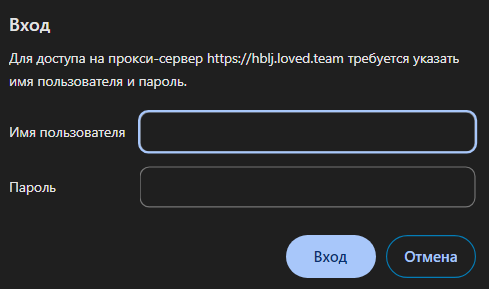 Вход
Для доступа на прокси-сервер https://hblj.loved.team требуется указать
имя пользователя и пароль.
Имя пользователя
Пароль
Вход Отмена